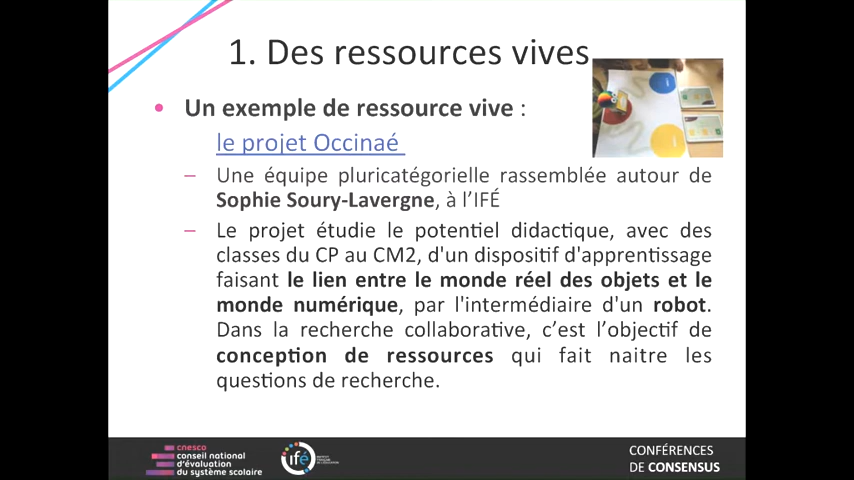 1. Des ressources vives
• Un exemple de ressource vive :
le projet Occinaé
– Une équipe pluricatégorielle rassemblée autour de
Sophie Soury-Lavergne, à l’IFÉ
– Le projet étudie le potentiel didactique, avec des
classes du CP au CM2, d'un dispositif d'apprentissage
faisant le lien entre le monde réel des objets et le
monde numérique, par l'intermédiaire d'un robot.
Dans la recherche collaborative, c’est l’objectif de
conception de ressources qui fait naitre les
questions de recherche.
cnesco
conseil national
d'évaluation
du système scolaire
ifé
CONFÉRENCES
DE CONSENSUS